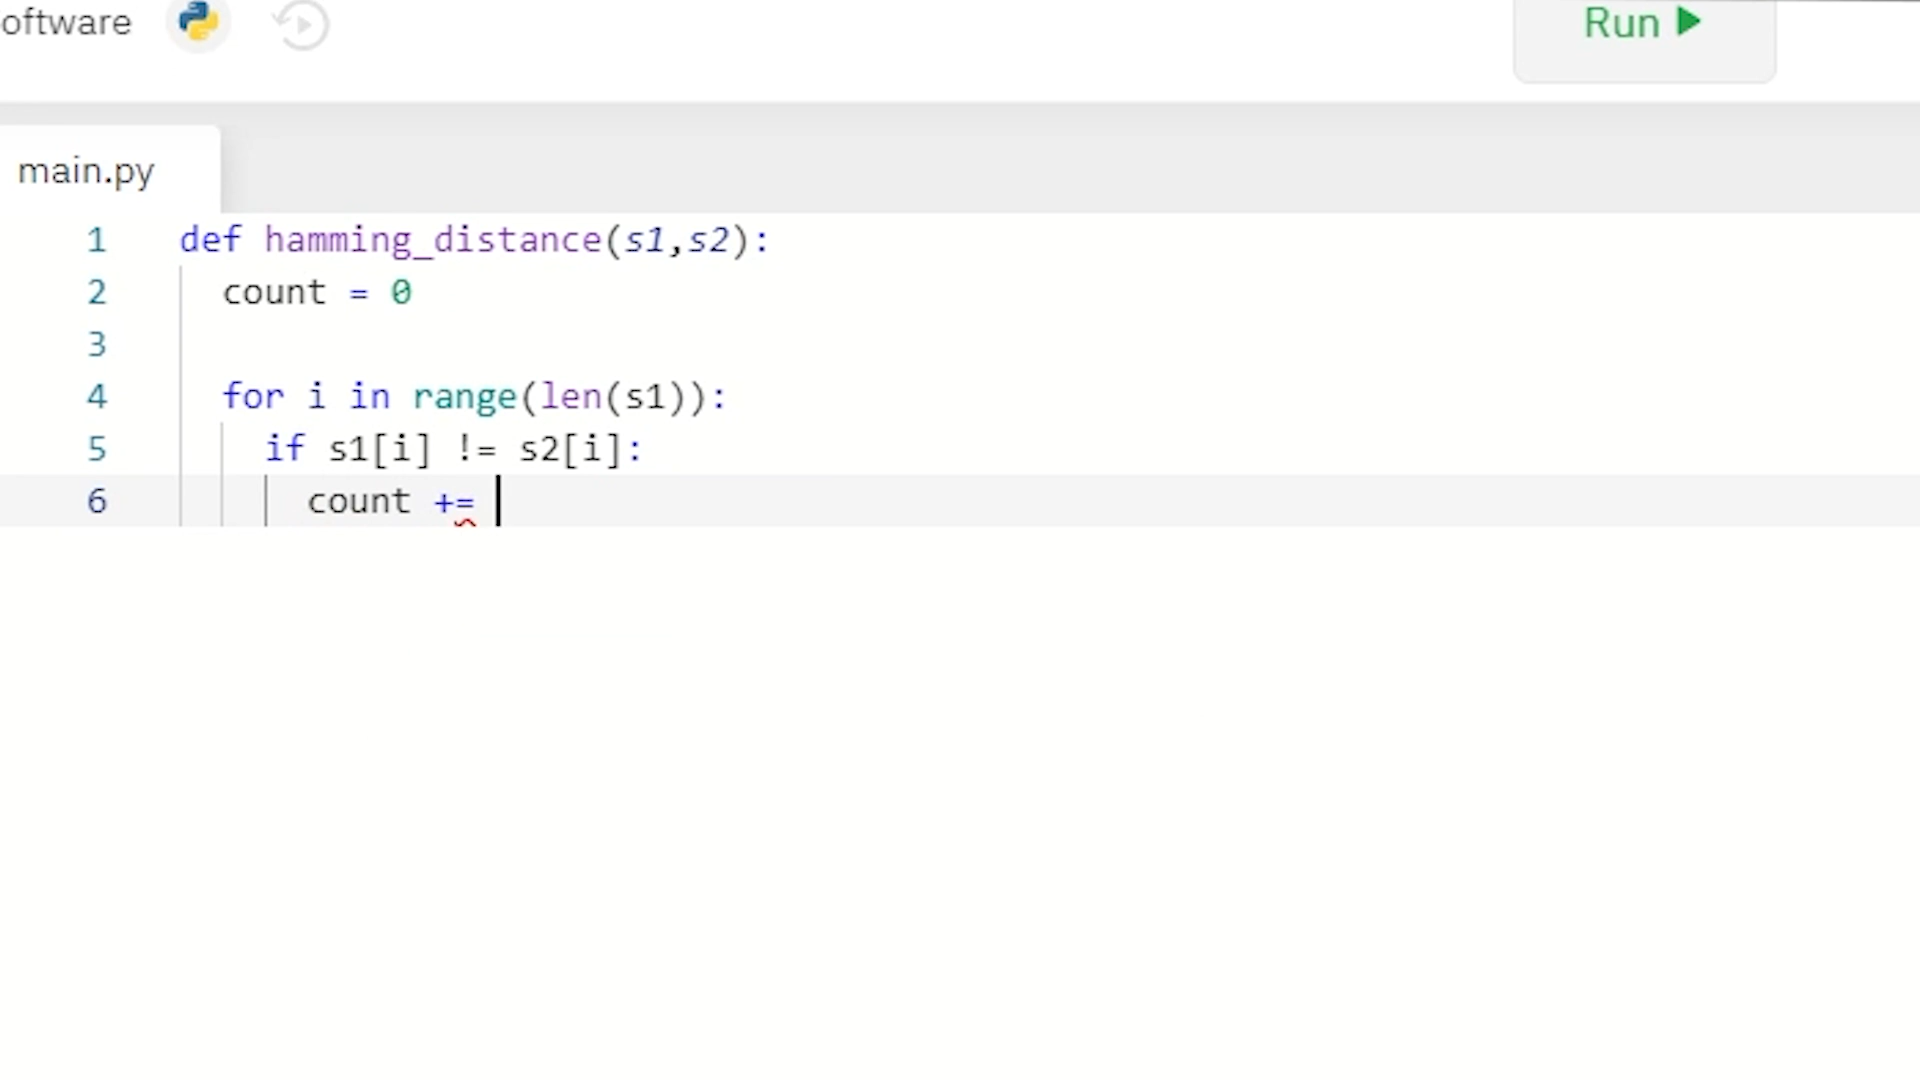 oftware
Run
main.py
1 def hamming_distance(s1,s2):
2 count = 0
3
4 for i in range(len(s1)):
5 if s1[i] != s2[i]:
6 count +=